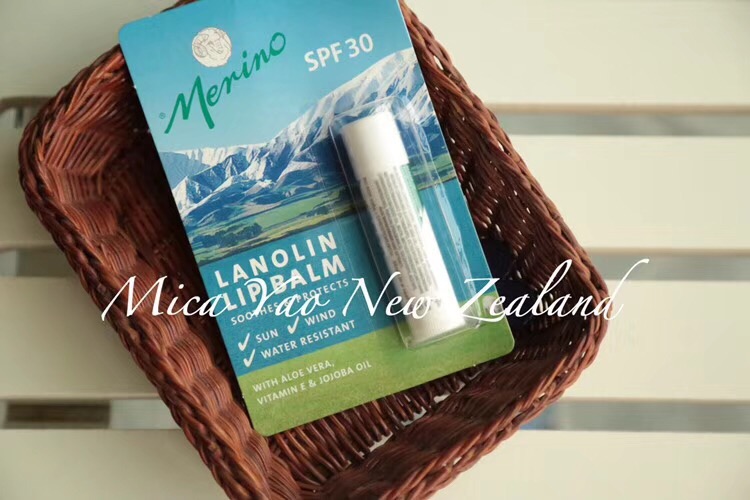 Merino
SPF 30
LANOLIN
LIP BALM
SOOTHES & PROTECTS
✓ SUN ✓ WIND
✓ WATER RESISTANT
WITH ALOE VERA,
VITAMIN E & JOJOBA OIL
Mica Yao New Zealand